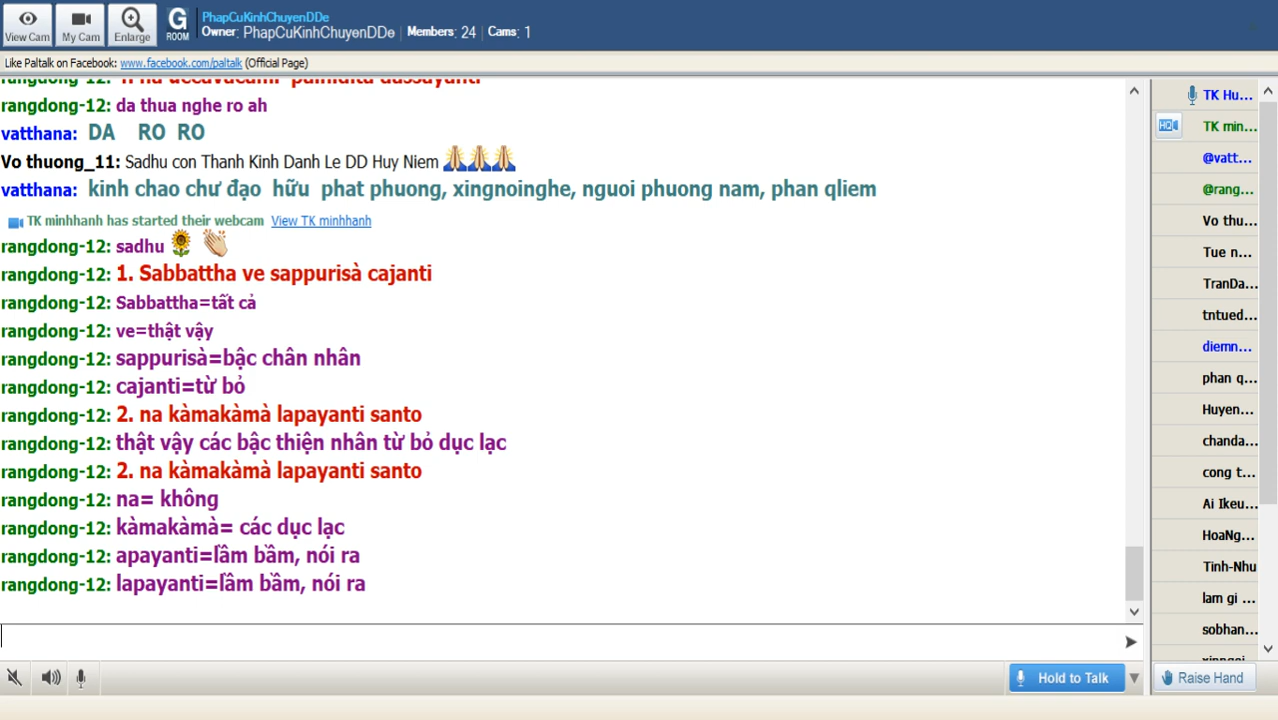 PhapCuKinhChuyenDDe
Owner: PhapCuKinhChuyenDDe Members: 24 Cams: 1
View Cam My Cam Enlarge G ROOM
Like Paltalk on Facebook: www.facebook.com/paltalk (Official Page)
rangdong-12:
rangdong-12: da thua nghe ro ah
vatthana: DA RO RO
Vo thuong_11: Sadhu con Thanh Kinh Danh Le DD Huy Niem
vatthana: kinh chao chư đạo hữu phat phuong, xingnoinghe, nguoi phuong nam, phan qliem
TK minhhanh has started their webcam View TK minhhanh
rangdong-12: sadhu
rangdong-12: 1. Sabbattha ve sappurisà cajanti
rangdong-12: Sabbattha=tất cả
rangdong-12: ve=thật vậy
rangdong-12: sappurisà=bậc chân nhân
rangdong-12: cajanti=từ bỏ
rangdong-12: 2. na kàmakàmà lapayanti santo
rangdong-12: thật vậy các bậc thiện nhân từ bỏ dục lạc
rangdong-12: 2. na kàmakàmà lapayanti santo
rangdong-12: na= không
rangdong-12: kàmakàmà= các dục lạc
rangdong-12: apayanti=lầm bầm, nói ra
rangdong-12: lapayanti=lầm bầm, nói ra
TK Hu...
HD
TK min...
@vatt...
@rang...
Vo thu...
Tue n...
TranDa...
tntued...
diemn...
phan q...
Huyen...
chanda...
cong t...
Ai Ikeu...
HoaNg...
Tinh-Nhu
lam gi ...
sobhan...
Hold to Talk
Raise Hand